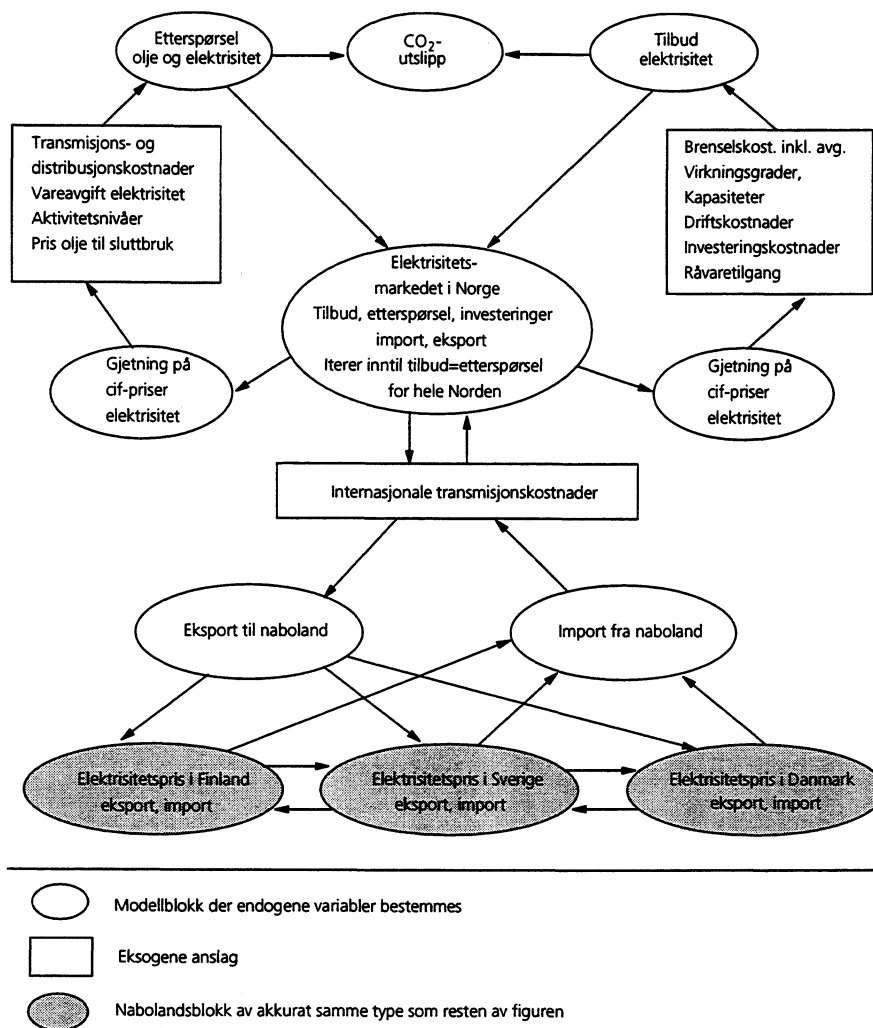 Etterspørsel
olje og elektrisitet
CO₂-
utslipp
Tilbud
elektrisitet
Transmisjons- og
distribusjonskostnader
Vareavgift elektrisitet
Aktivitetsnivåer
Pris olje til sluttbruk
Brenselskost. inkl. avg.
Virkningsgrader,
Kapasiteter
Driftskostnader
Investeringskostnader
Råvaretilgang
Elektrisitets-
markedet i Norge
Tilbud, etterspørsel, investeringer
import, eksport
Iterer inntil tilbud=etterspørsel
for hele Norden
Gjetning på
cif-priser
elektrisitet
Gjetning på
cif-priser
elektrisitet
Internasjonale transmisjonskostnader
Eksport til naboland
Import fra naboland
Elektrisitetspris i Finland
eksport, import
Elektrisitetspris i Sverige
eksport, import
Elektrisitetspris i Danmark
eksport, import
Modellblokk der endogene variabler bestemmes
Eksogene anslag
Nabolandsblokk av akkurat samme type som resten av figuren